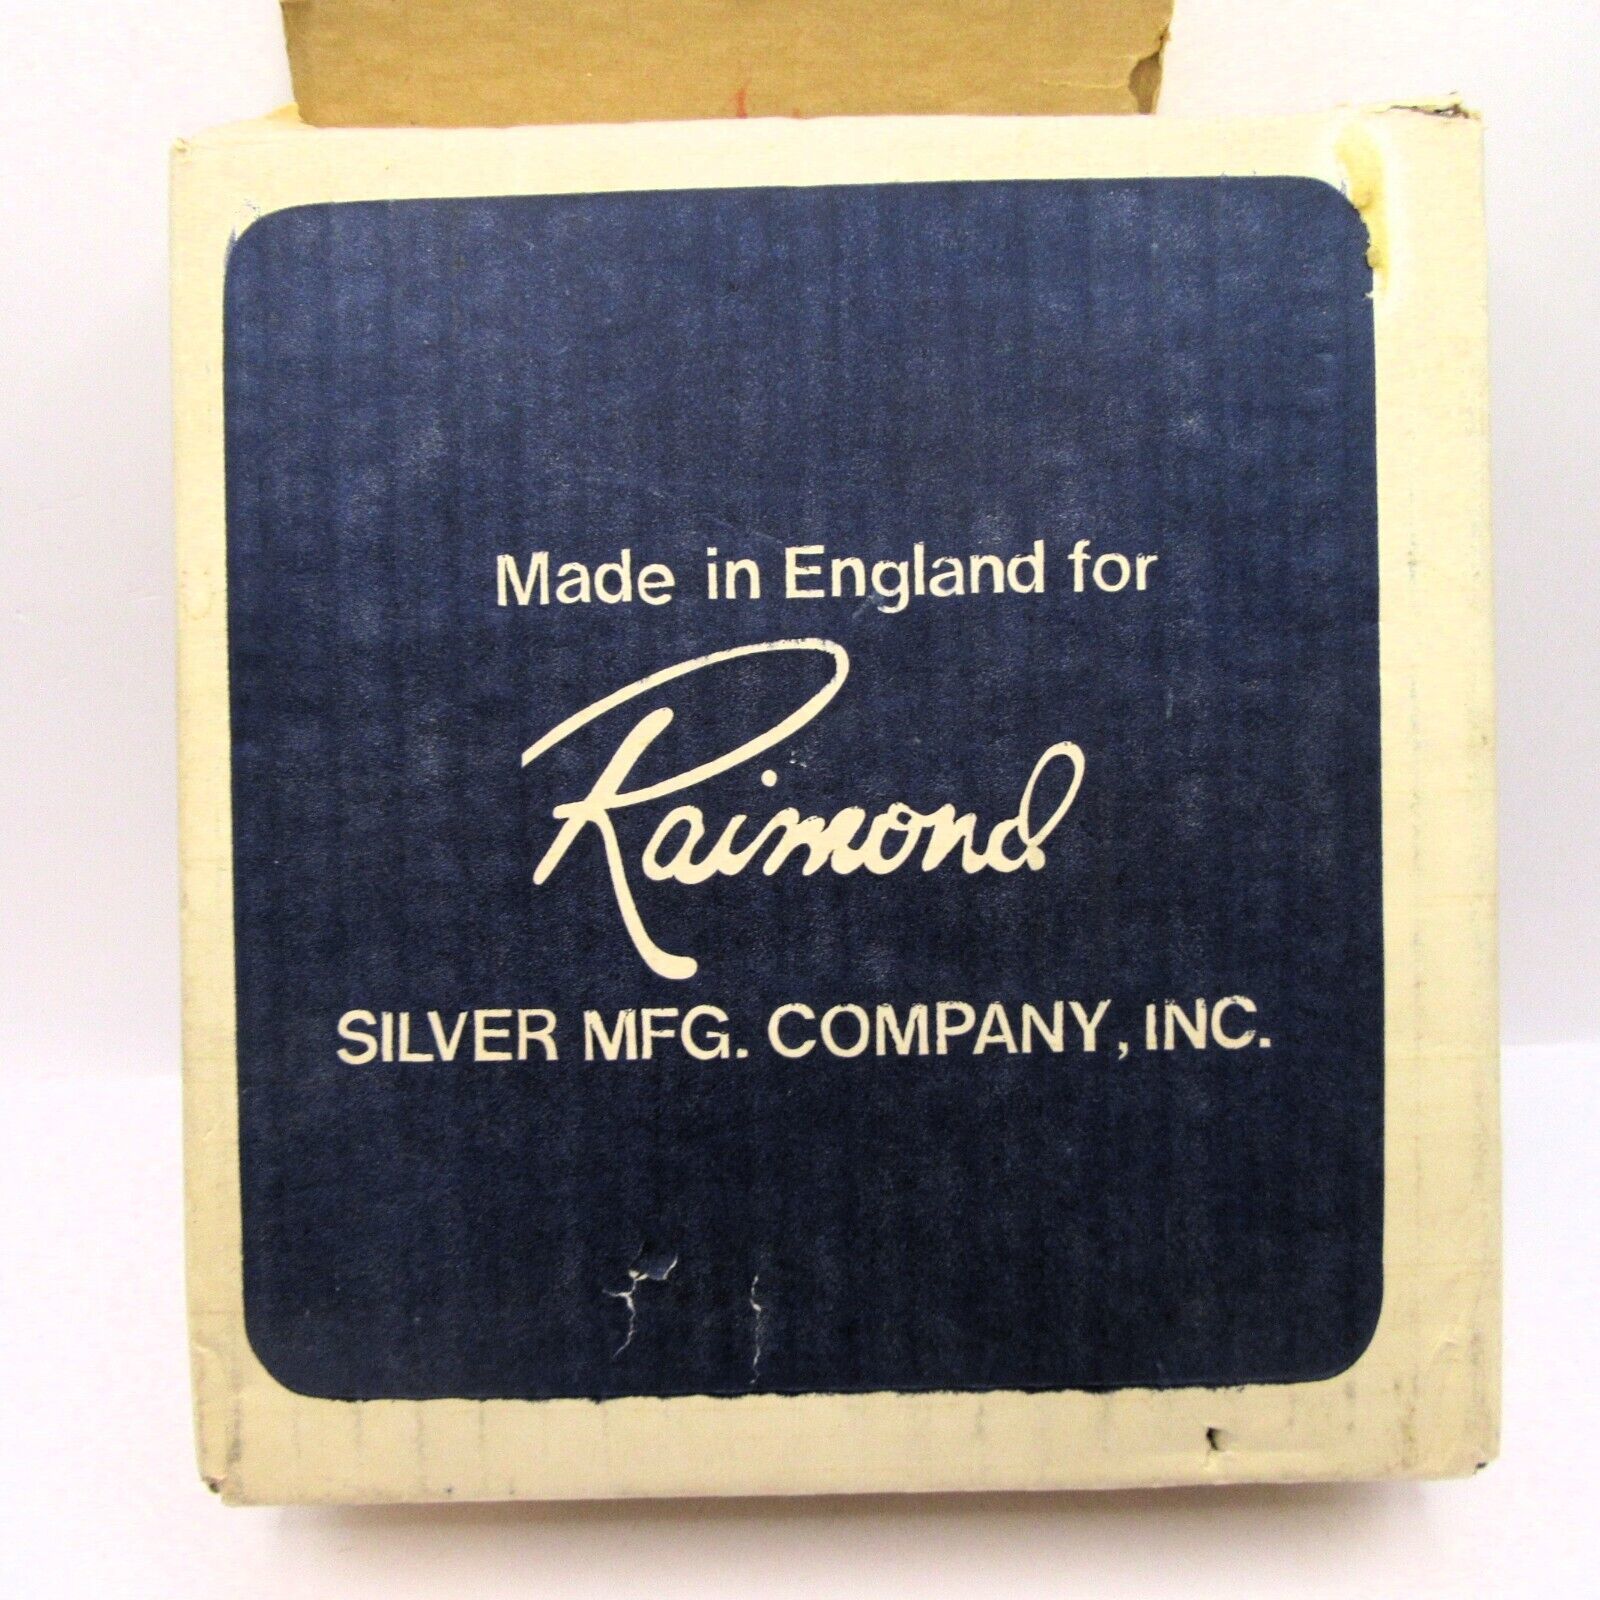 Made in England for
Raimond
SILVER MFG. COMPANY, INC.